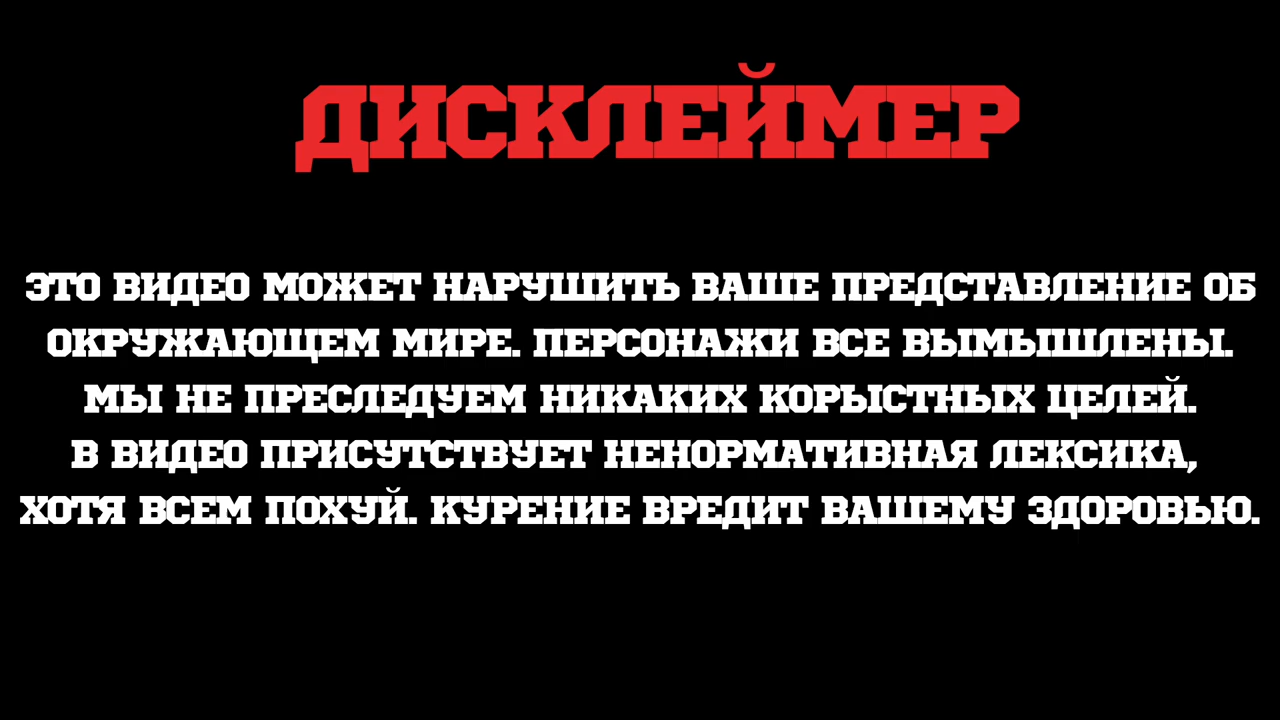 ДИСКЛЕЙМЕР
ЭТО ВИДЕО МОЖЕТ НАРУШИТЬ ВАШЕ ПРЕДСТАВЛЕНИЕ ОБ
ОКРУЖАЮЩЕМ МИРЕ. ПЕРСОНАЖИ ВСЕ ВЫМЫШЛЕНЫ.
МЫ НЕ ПРЕСЛЕДУЕМ НИКАКИХ КОРЫСТНЫХ ЦЕЛЕЙ.
В ВИДЕО ПРИСУТСТВУЕТ НЕНОРМАТИВНАЯ ЛЕКСИКА,
ХОТЯ ВСЕМ ПОХУЙ. КУРЕНИЕ ВРЕДИТ ВАШЕМУ ЗДОРОВЬЮ.